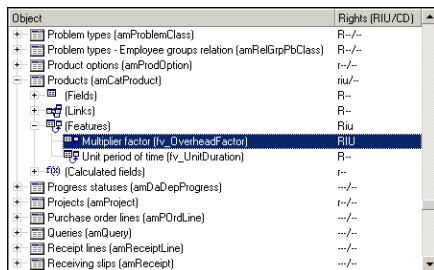 Object Rights (RIU/CD)
Problem types (amProblemClass) R--/--
Problem types - Employee groups relation (amRelGrpPbClass) R--/--
Product options (amProdOption) r--/--
Products (amCatProduct) riu/--
(Fields) R--
(Links) R--
(Features) Riu
Multiplier factor (fv_OverheadFactor) RIU
Unit period of time (fv_UnitDuration) R--
f(x) (Calculated fields) r--
Progress statuses (amDaDepProgress) ---/--
Projects (amProject) r--/--
Purchase order lines (amPOrdLine) ---/--
Queries (amQuery) ---/--
Receipt lines (amReceiptLine) ---/--
Receiving slips (amReceipt) ---/--